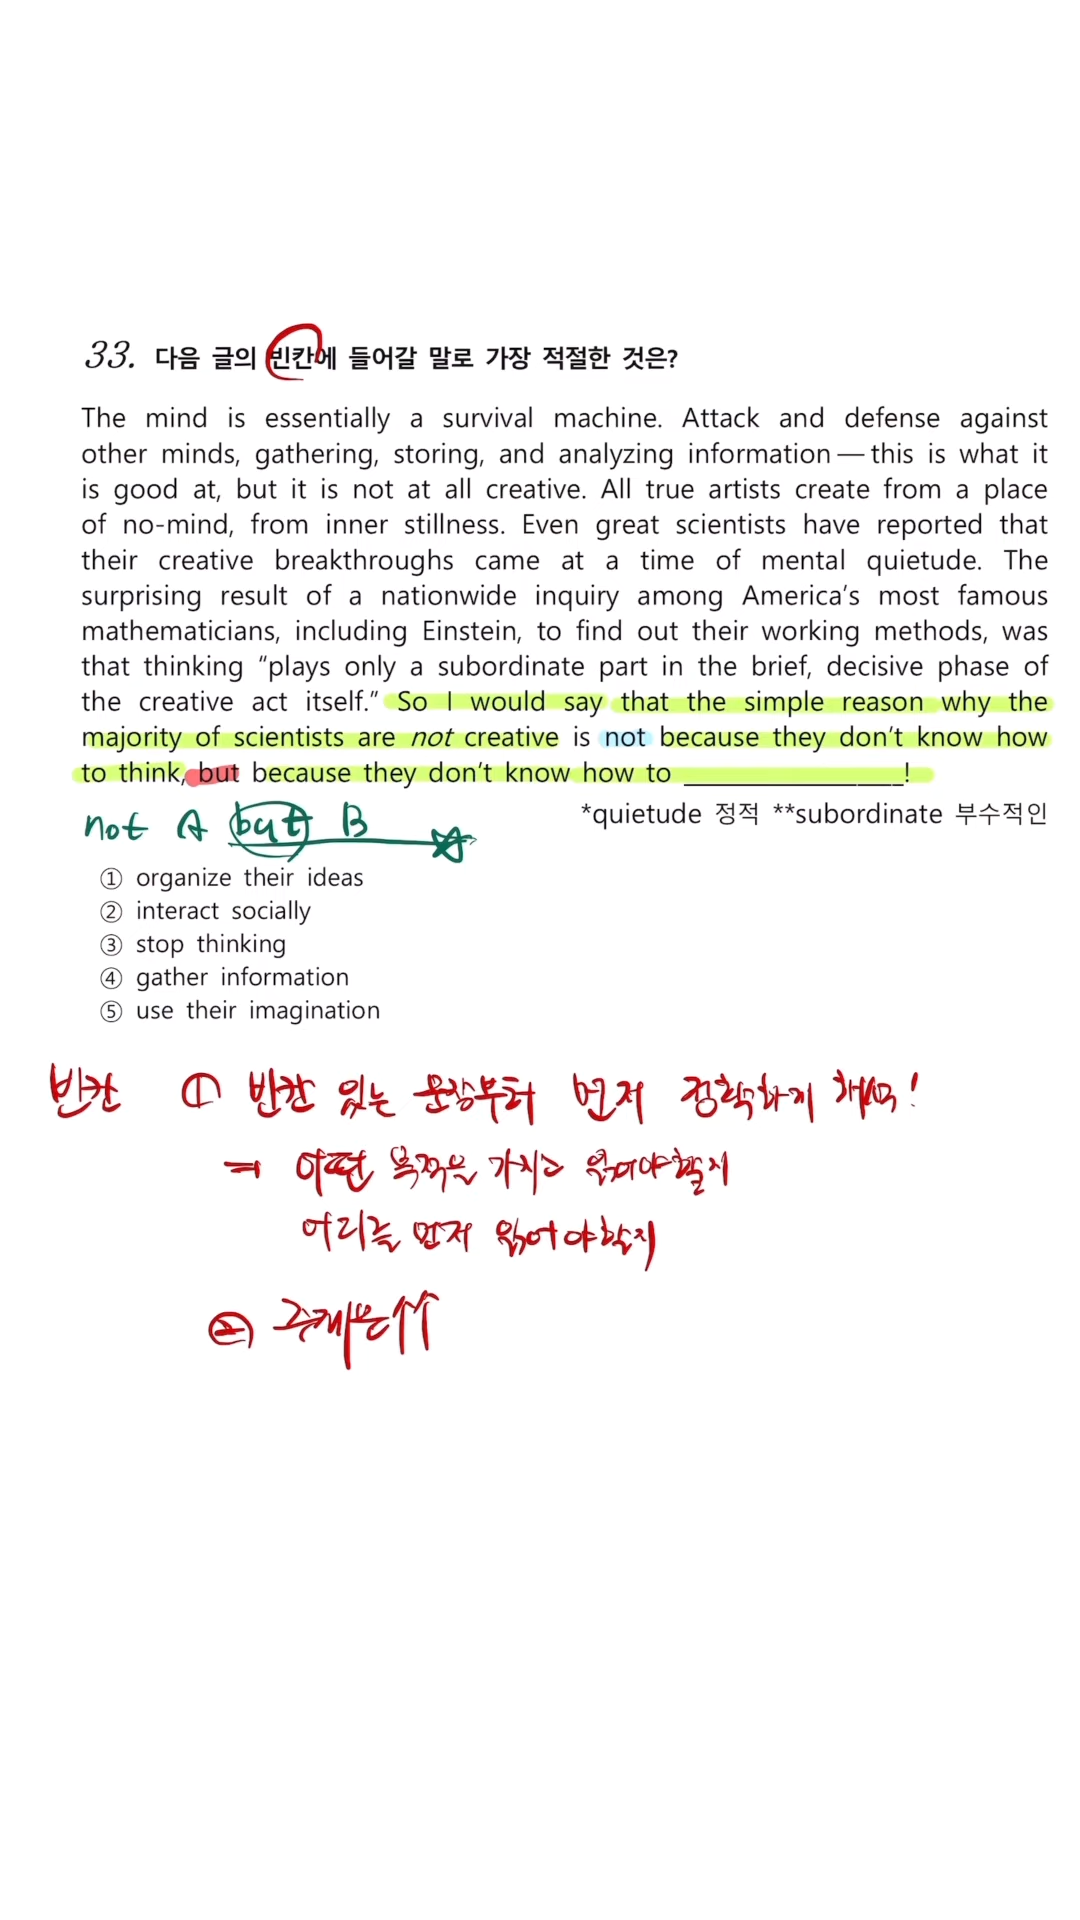 33. 다음 글의 빈칸에 들어갈 말로 가장 적절한 것은?
The mind is essentially a survival machine. Attack and defense against
other minds, gathering, storing, and analyzing information — this is what it
is good at, but it is not at all creative. All true artists create from a place
of no-mind, from inner stillness. Even great scientists have reported that
their creative breakthroughs came at a time of mental quietude. The
surprising result of a nationwide inquiry among America's most famous
mathematicians, including Einstein, to find out their working methods, was
that thinking “plays only a subordinate part in the brief, decisive phase of
the creative act itself.” So I would say that the simple reason why the
majority of scientists are not creative is not because they don't know how
to think, but because they don't know how to ________________!
not A but B
*quietude 정적 **subordinate 부수적인
① organize their ideas
② interact socially
③ stop thinking
④ gather information
⑤ use their imagination
빈칸 ① 빈칸 있는 문장부터 먼저 정확하게 해석!
⇒ 어떤 목적을 가지고 읽어야할지
어디를 먼저 읽어야할지
② 주제문↑↑